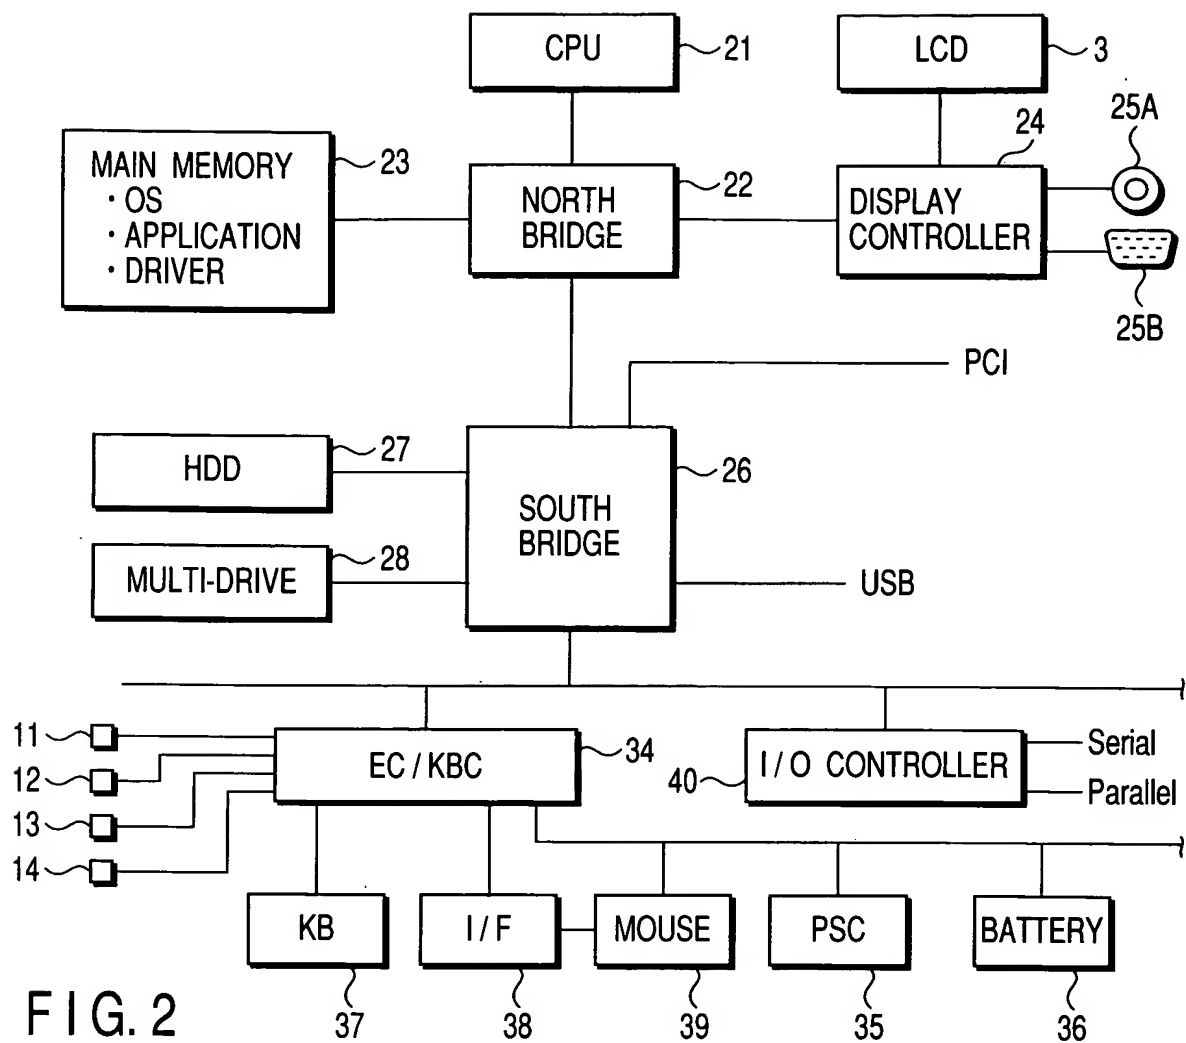 CPU
21
LCD
3
25A
24
MAIN MEMORY
· OS
· APPLICATION
· DRIVER
23
NORTH
BRIDGE
22
DISPLAY
CONTROLLER
25B
PCI
HDD
27
SOUTH
BRIDGE
26
MULTI-DRIVE
28
USB
11
12
13
14
EC / KBC
34
40
I / O CONTROLLER
Serial
Parallel
KB
I / F
MOUSE
PSC
BATTERY
37
38
39
35
36
FIG. 2